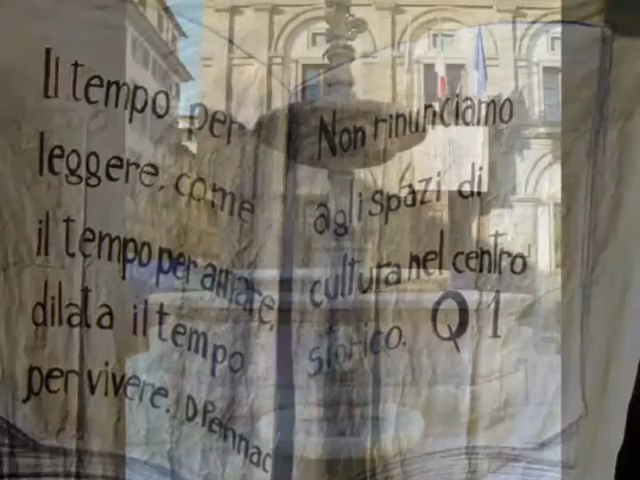 Il tempo per
leggere, come
il tempo per amare,
dilata il tempo
per vivere. D. Pennac
Non rinunciamo
agli spazi di
cultura nel centro
storico. Q1